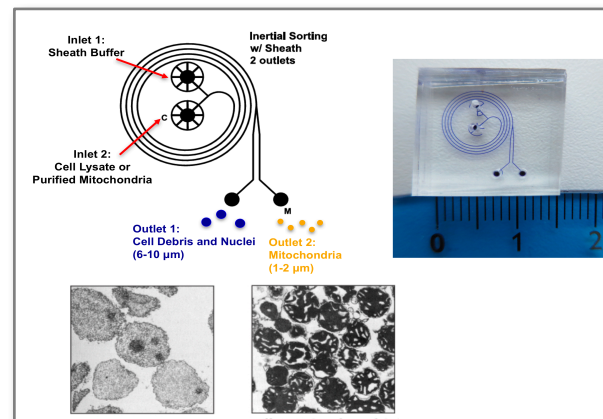 Inlet 1:
Sheath Buffer
Inertial Sorting
w/ Sheath
2 outlets
C
Inlet 2:
Cell Lysate or
Purified Mitochondria
M
Outlet 1:
Cell Debris and Nuclei
(6-10 μm)
Outlet 2:
Mitochondria
(1-2 μm)
0
1
2